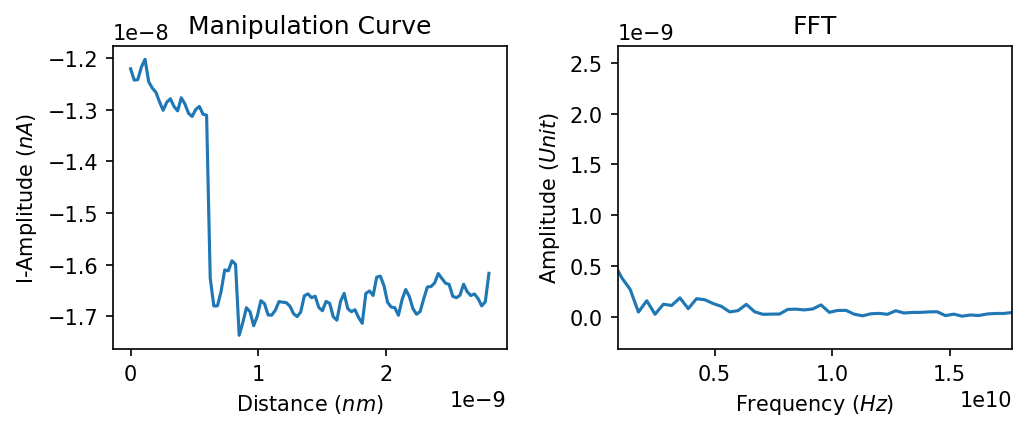 Manipulation Curve
1e−8
−1.2
−1.3
−1.4
−1.5
−1.6
−1.7
I-Amplitude (nA)
0
1
2
1e−9
Distance (nm)
FFT
1e−9
2.5
2.0
1.5
1.0
0.5
0.0
Amplitude (Unit)
0.5
1.0
1.5
1e10
Frequency (Hz)